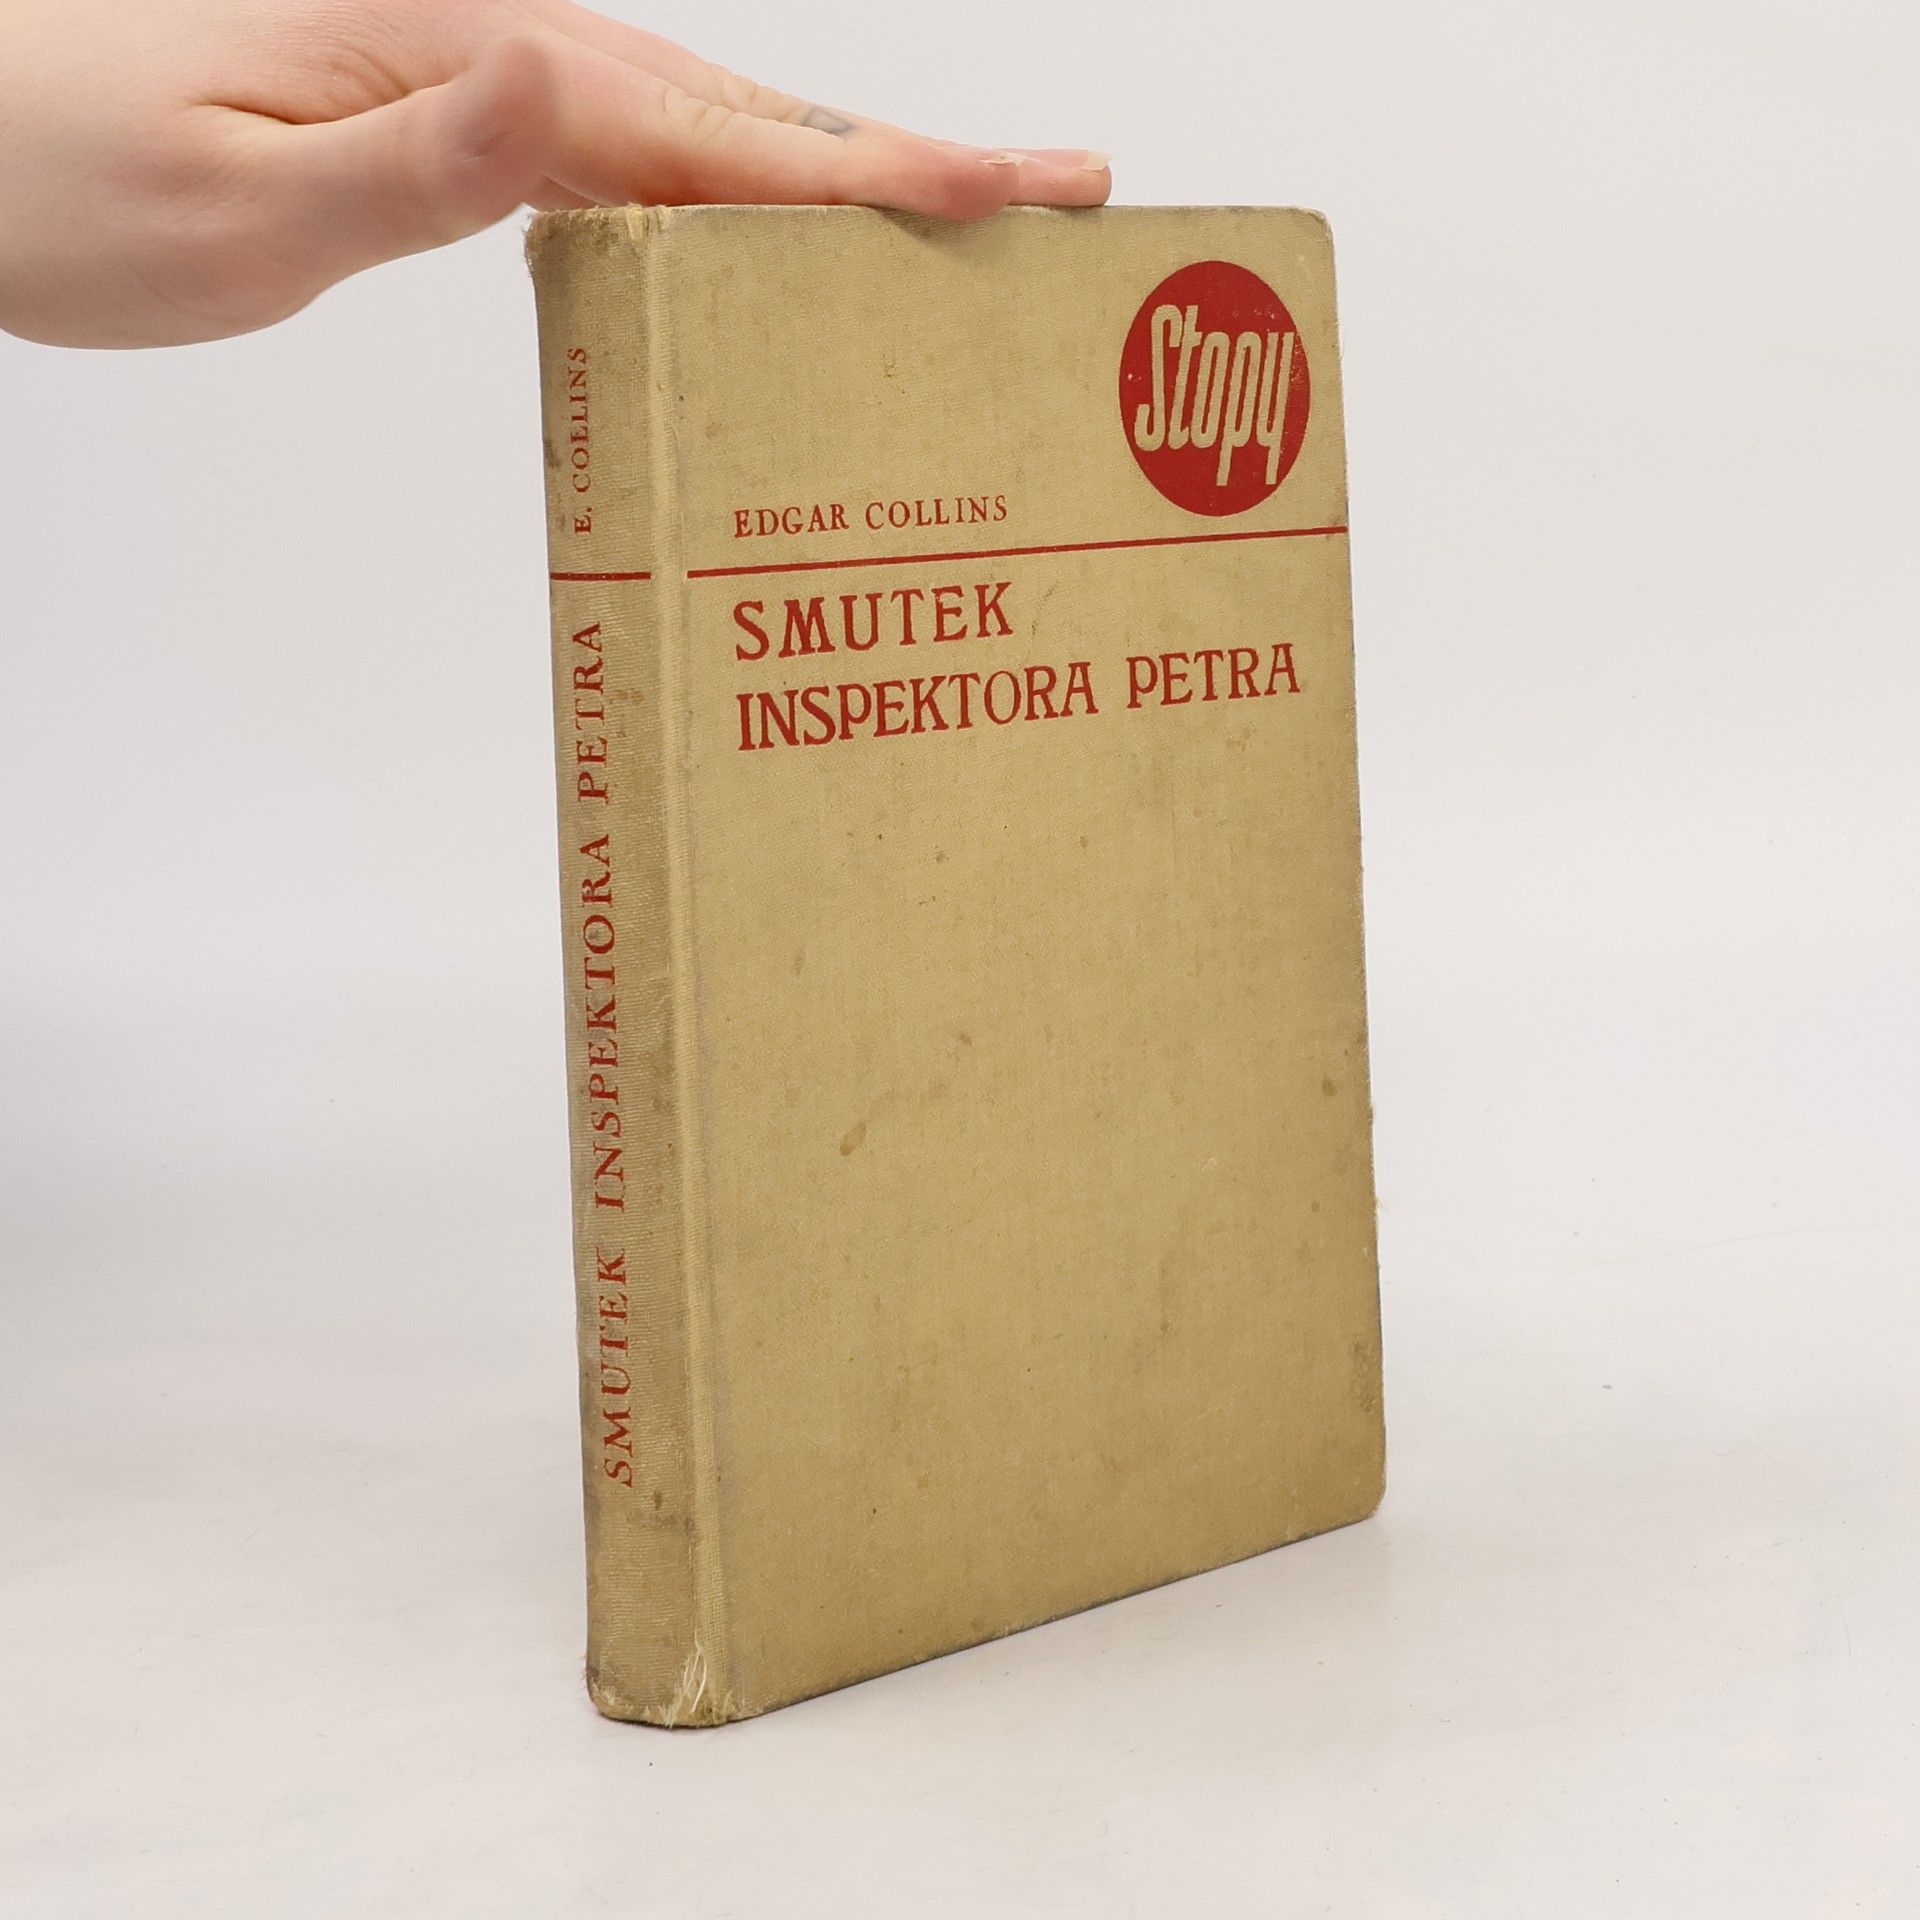 Stopy
EDGAR COLLINS
SMUTEK
INSPEKTORA PETRA
E. COLLINS
SMUTEK INSPEKTORA PETRA